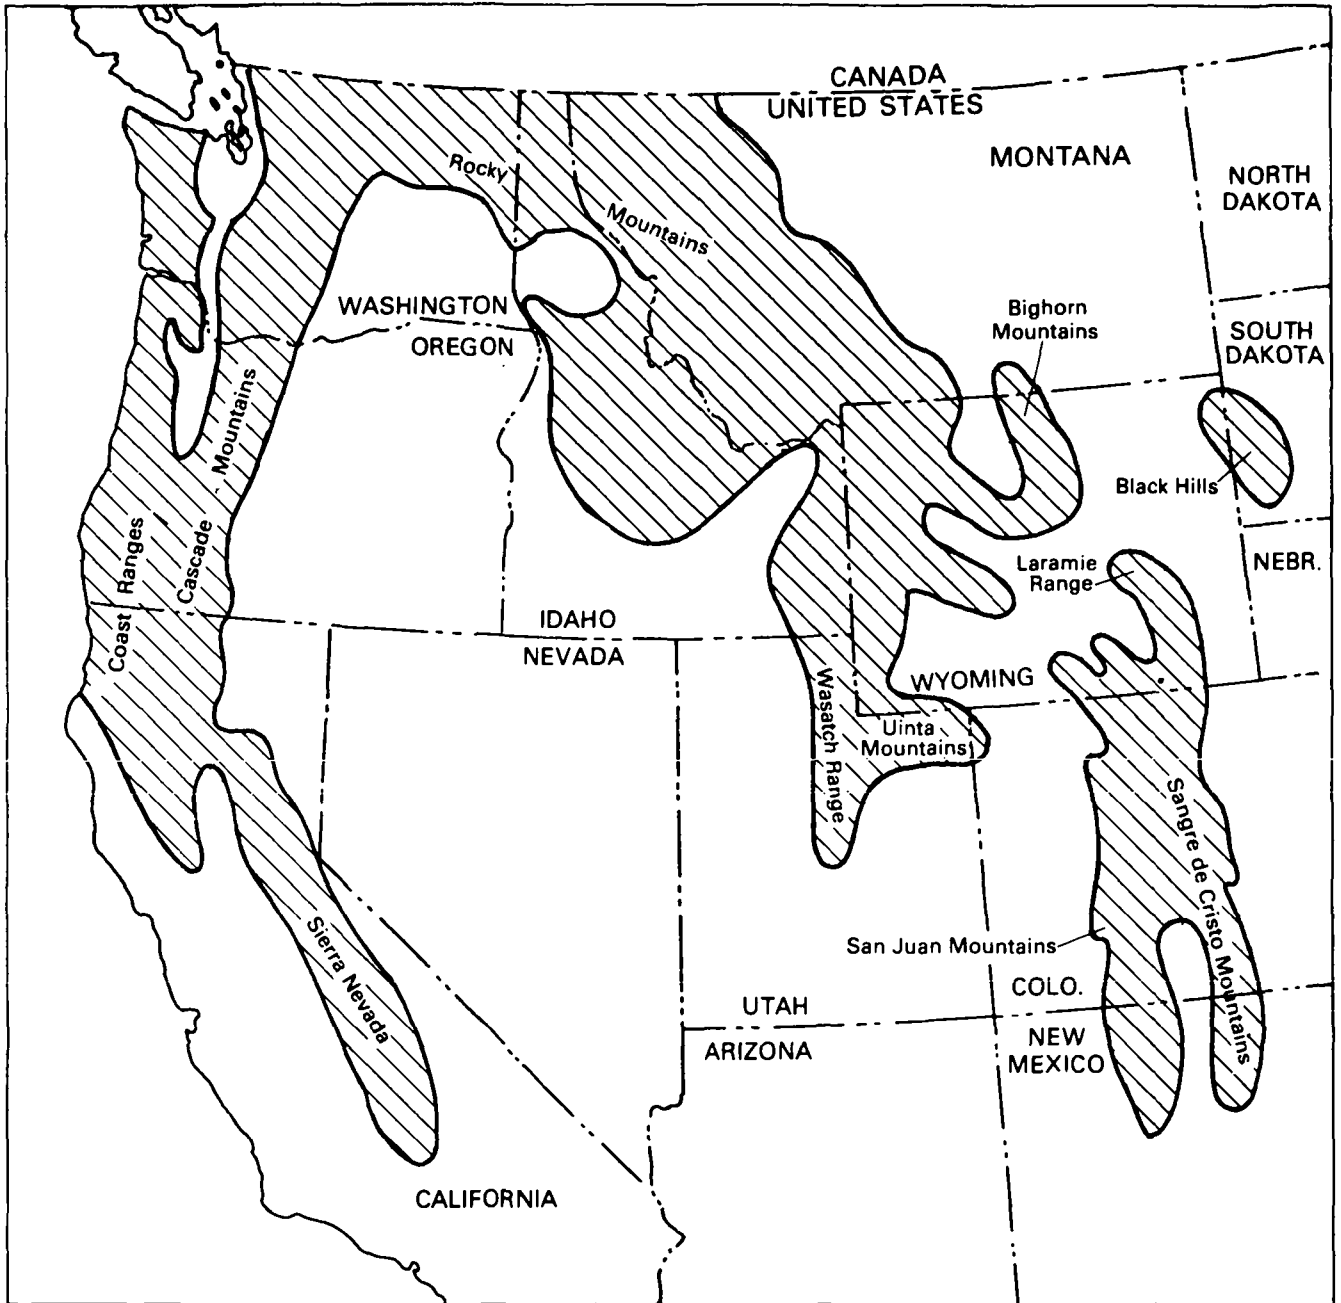 CANADA
UNITED STATES
MONTANA
NORTH
DAKOTA
Rocky
Mountains
WASHINGTON
OREGON
Bighorn
Mountains
SOUTH
DAKOTA
Cascade Mountains
Black Hills
Coast Ranges
Laramie
Range
NEBR.
IDAHO
NEVADA
WYOMING
Wasatch Range
Uinta
Mountains
Sangre de Cristo Mountains
San Juan Mountains
Sierra Nevada
COLO.
UTAH
ARIZONA
NEW
MEXICO
CALIFORNIA